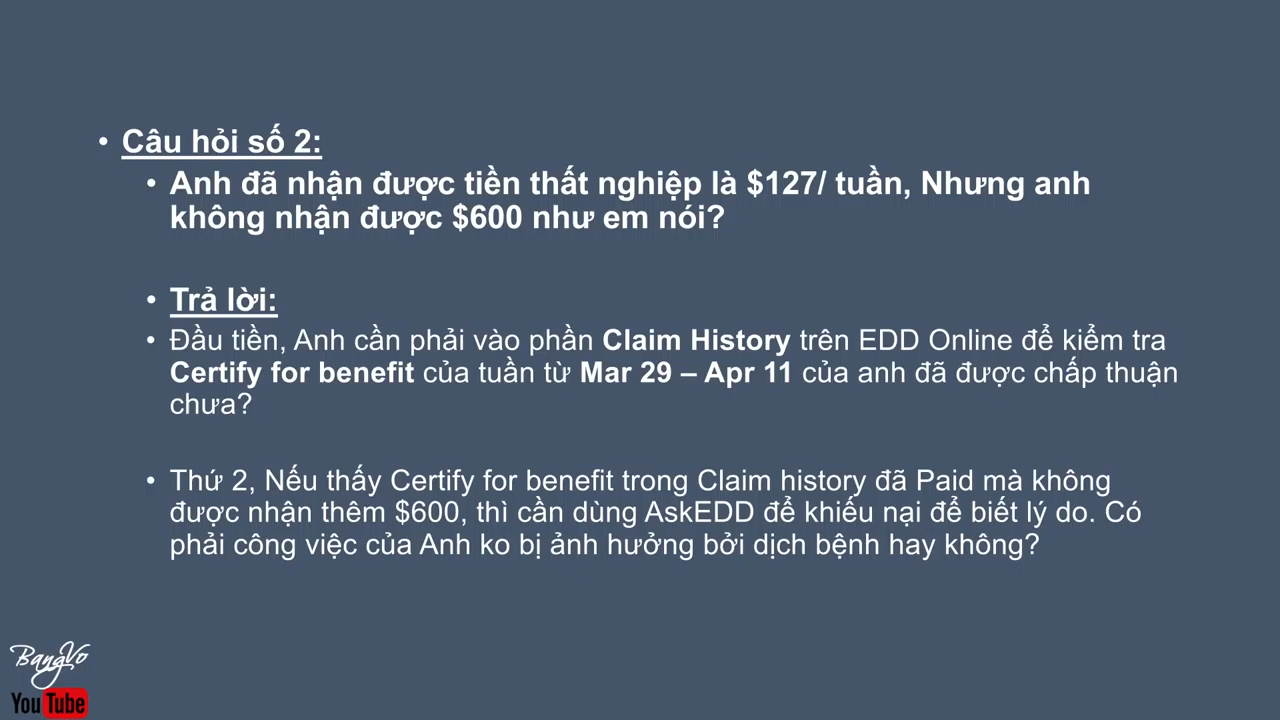 • Câu hỏi số 2:
• Anh đã nhận được tiền thất nghiệp là $127/ tuần, Nhưng anh
không nhận được $600 như em nói?
• Trả lời:
• Đầu tiền, Anh cần phải vào phần Claim History trên EDD Online để kiểm tra
Certify for benefit của tuần từ Mar 29 – Apr 11 của anh đã được chấp thuận
chưa?
• Thứ 2, Nếu thấy Certify for benefit trong Claim history đã Paid mà không
được nhận thêm $600, thì cần dùng AskEDD để khiếu nại để biết lý do. Có
phải công việc của Anh ko bị ảnh hưởng bởi dịch bệnh hay không?
BangVo
YouTube